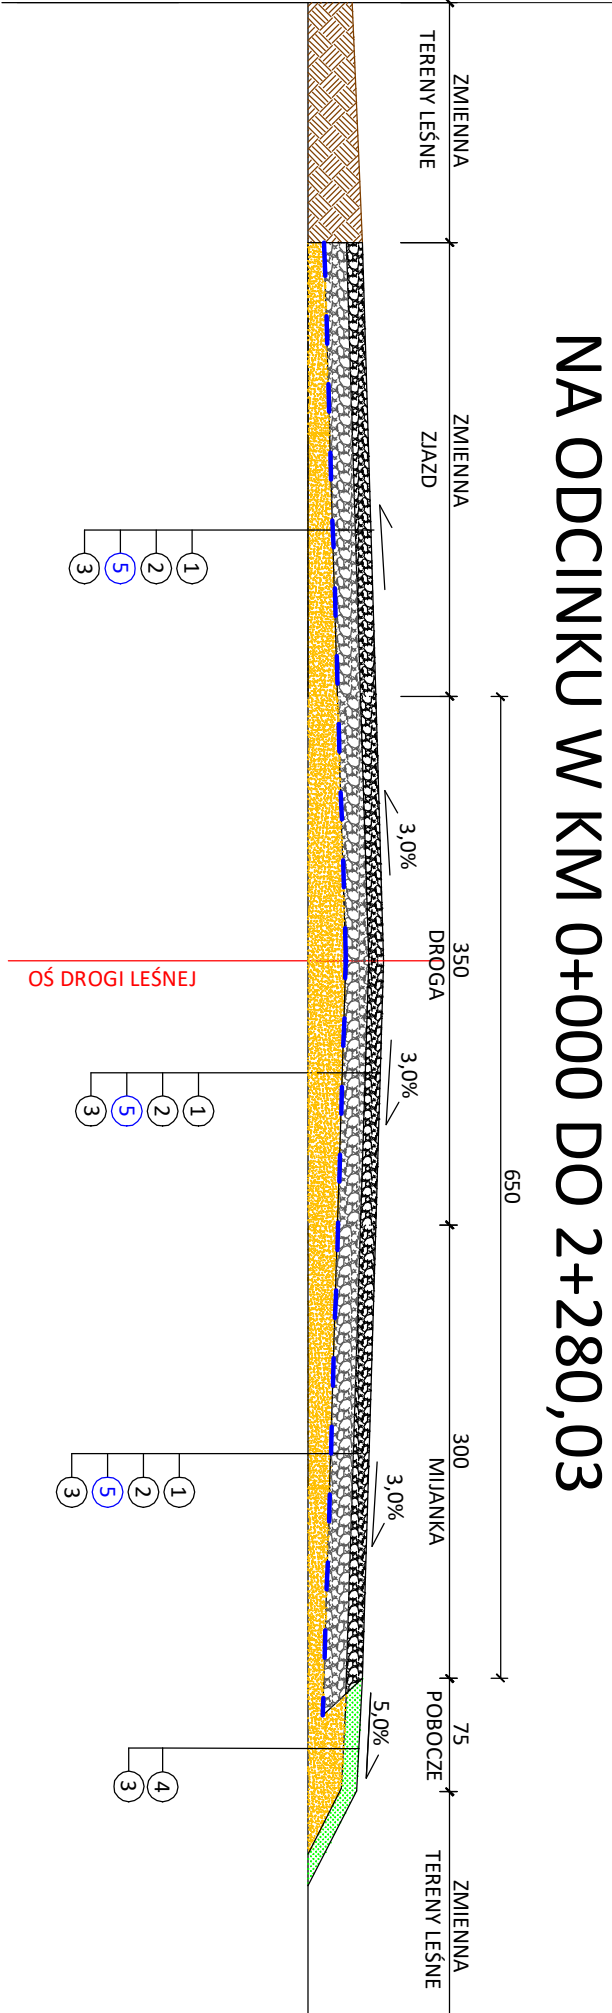 NA ODCINKU W KM 0+000 DO 2+280,03
650
ZMIENNA
TERENY LEŚNE
ZMIENNA
ZJAZD
350
DROGA
300
MIJANKA
75
POBOCZE
ZMIENNA
TERENY LEŚNE
3,0%
3,0%
3,0%
5,0%
OŚ DROGI LEŚNEJ
1
2
5
3
1
2
5
3
1
2
5
3
4
3